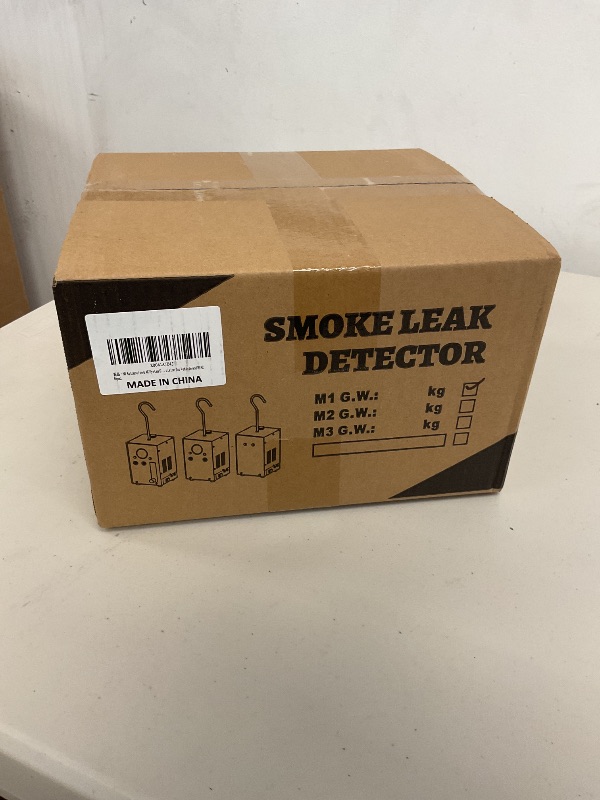 SMOKE LEAK
DETECTOR
MADE IN CHINA
M1 G.W.: kg
M2 G.W.: kg
M3 G.W.: kg